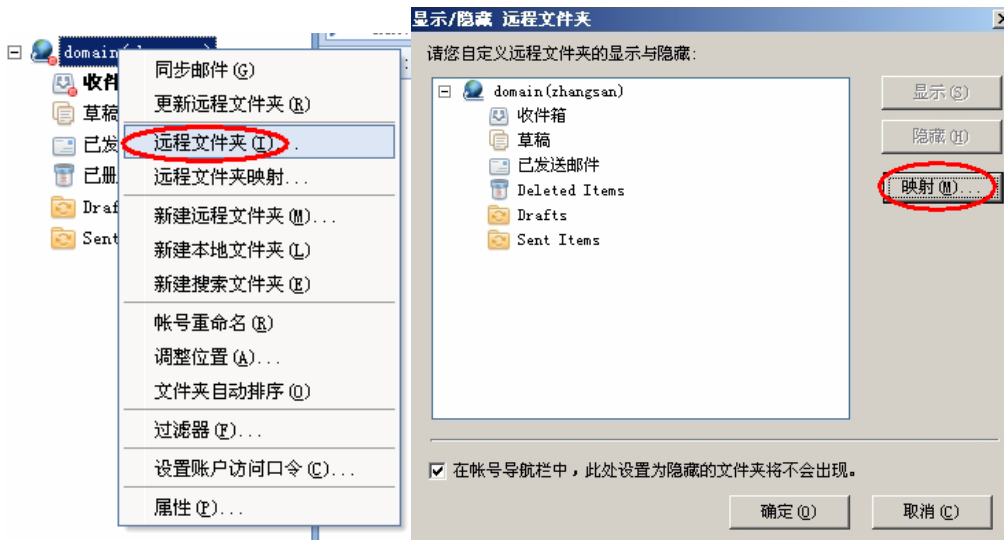 domain
收件
草稿
已发
已删
Draf
Sent
同步邮件(G)
更新远程文件夹(R)
远程文件夹(I)...
远程文件夹映射...
新建远程文件夹(M)...
新建本地文件夹(L)
新建搜索文件夹(E)
帐号重命名(R)
调整位置(A)...
文件夹自动排序(O)
过滤器(F)...
设置账户访问口令(C)...
属性(P)...
显示/隐藏 远程文件夹
请您自定义远程文件夹的显示与隐藏:
domain(zhangsan)
收件箱
草稿
已发送邮件
Deleted Items
Drafts
Sent Items
显示(S)
隐藏(H)
映射(M)...
在帐号导航栏中，此处设置为隐藏的文件夹将不会出现。
确定(O)
取消(C)